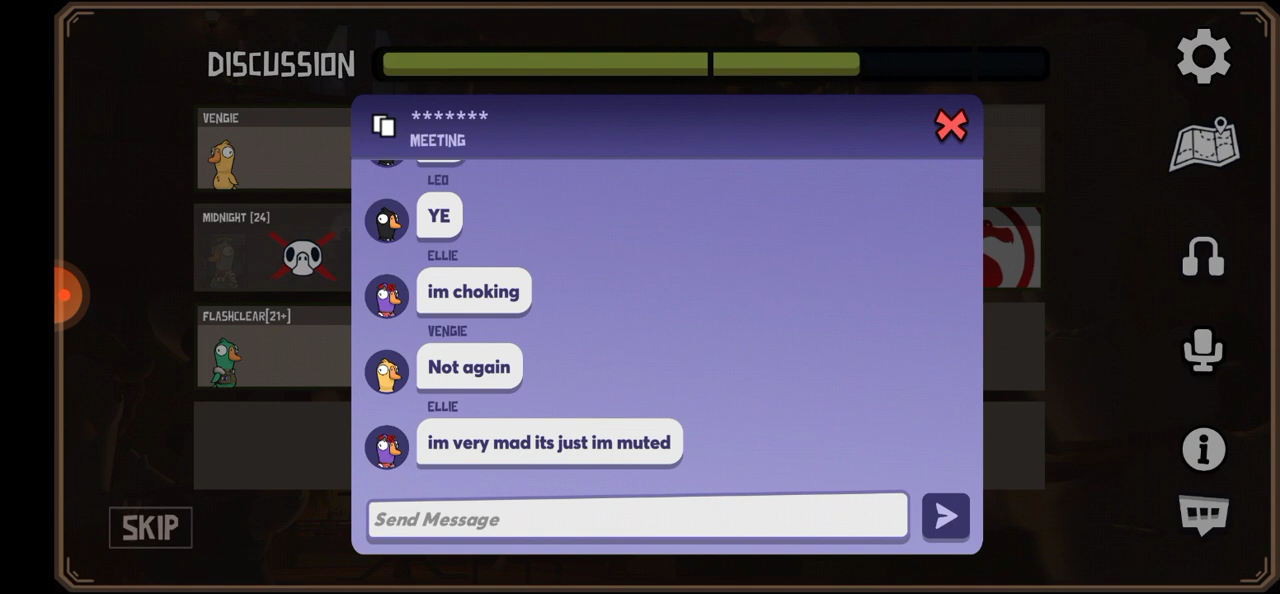 DISCUSSION
VENGIE
MIDNIGHT [24]
FLASHCLEAR[21+]
SKIP
*******
MEETING
LEO
YE
ELLIE
im choking
VENGIE
Not again
ELLIE
im very mad its just im muted
Send Message